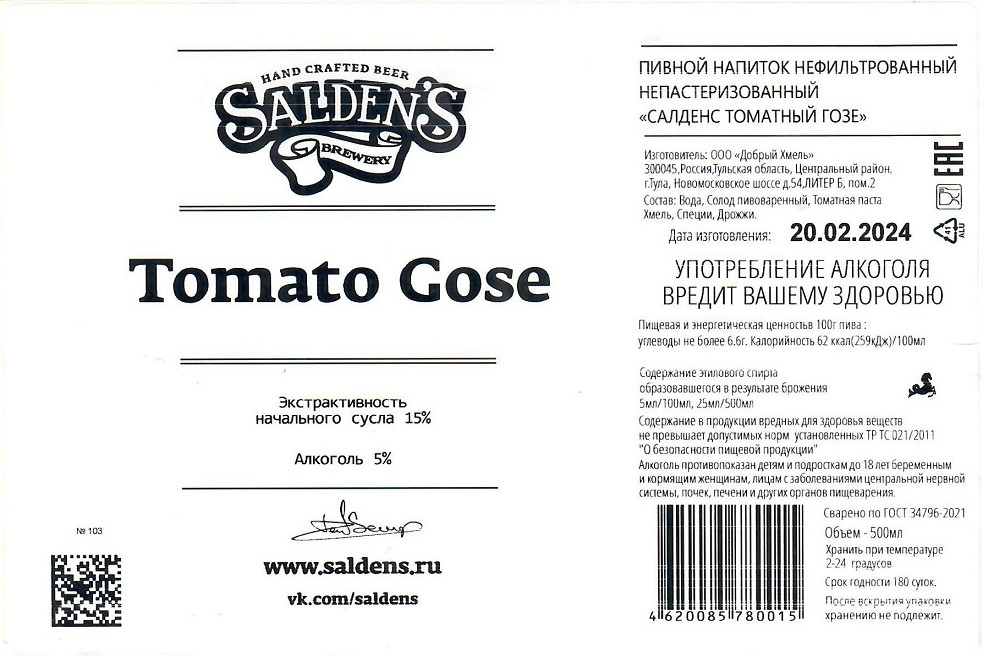 HAND CRAFTED BEER
SALDEN'S
BREWERY
Tomato Gose
Экстрактивность
начального сусла 15%
Алкоголь 5%
№ 103
www.saldens.ru
vk.com/saldens
ПИВНОЙ НАПИТОК НЕФИЛЬТРОВАННЫЙ
НЕПАСТЕРИЗОВАННЫЙ
«САЛДЕНС ТОМАТНЫЙ ГОЗЕ»
Изготовитель: ООО «Добрый Хмель»
300045,Россия,Тульская область, Центральный район,
г.Тула, Новомосковское шоссе д.54,ЛИТЕР Б, пом.2
Состав: Вода, Солод пивоваренный, Томатная паста
Хмель, Специи, Дрожжи.
Дата изготовления: 20.02.2024
EAC
41
ALU
УПОТРЕБЛЕНИЕ АЛКОГОЛЯ
ВРЕДИТ ВАШЕМУ ЗДОРОВЬЮ
Пищевая и энергетическая ценностьв 100г пива :
углеводы не более 6.6г. Калорийность 62 ккал(259кДж)/100мл
Содержание этилового спирта
образовавшегося в результате брожения
5мл/100мл, 25мл/500мл
Содержание в продукции вредных для здоровья веществ
не превышает допустимых норм установленных ТР ТС 021/2011
"О безопасности пищевой продукции"
Алкоголь противопоказан детям и подросткам до 18 лет беременным
и кормящим женщинам, лицам с заболеваниями центральной нервной
системы, почек, печени и других органов пищеварения.
Сварено по ГОСТ 34796-2021
Объем - 500мл
Хранить при температуре
2-24 градусов
Срок годности 180 суток.
После вскрытия упаковки
хранению не подлежит.
4 620085 780015